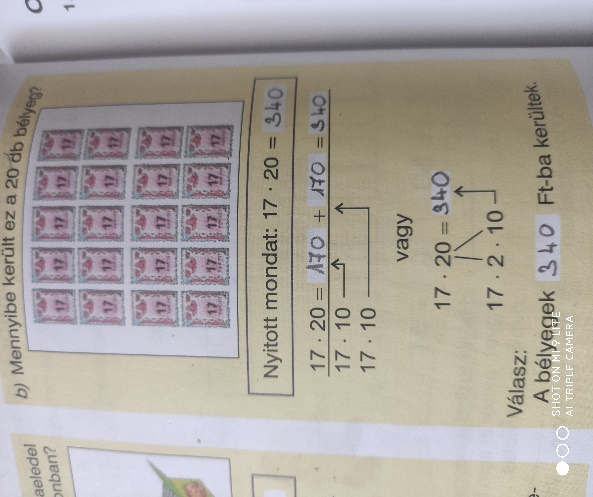 b) Mennyibe került ez a 20 db bélyeg?
17 17 17 17 17
17 17 17 17 17
17 17 17 17 17
17 17 17 17 17
Nyitott mondat: 17 · 20 = 340
17 · 20 = 170 + 170 = 340
17 · 10
17 · 10
vagy
17 · 20 = 340
17 · 2 · 10
Válasz:
A bélyegek 340 Ft-ba kerültek.
aeledel
onban?
SHOT ON MI 9 LITE
AI TRIPLE CAMERA